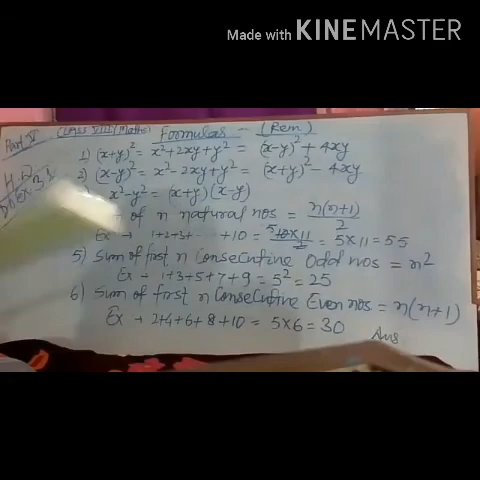 Made with KINEMASTER
Part V
CLASS VIII (Maths) Formulas - (Rem)
1) (x+y)² = x²+2xy+y² = (x-y)² + 4xy
2) (x-y)² = x²-2xy+y² = (x+y)² - 4xy
x²-y² = (x+y)(x-y)
of n natural nos = n(n+1)/2
Ex → 1+2+3+ ..... +10 = 10×11/2 = 5×11 = 55
5) Sum of first n Consecutine Odd nos = n²
Ex - 1+3+5+7+9 = 5² = 25
6) Sum of first n Consecutine Even nos = n(n+1)
Ex → 2+4+6+8+10 = 5×6 = 30
Ans